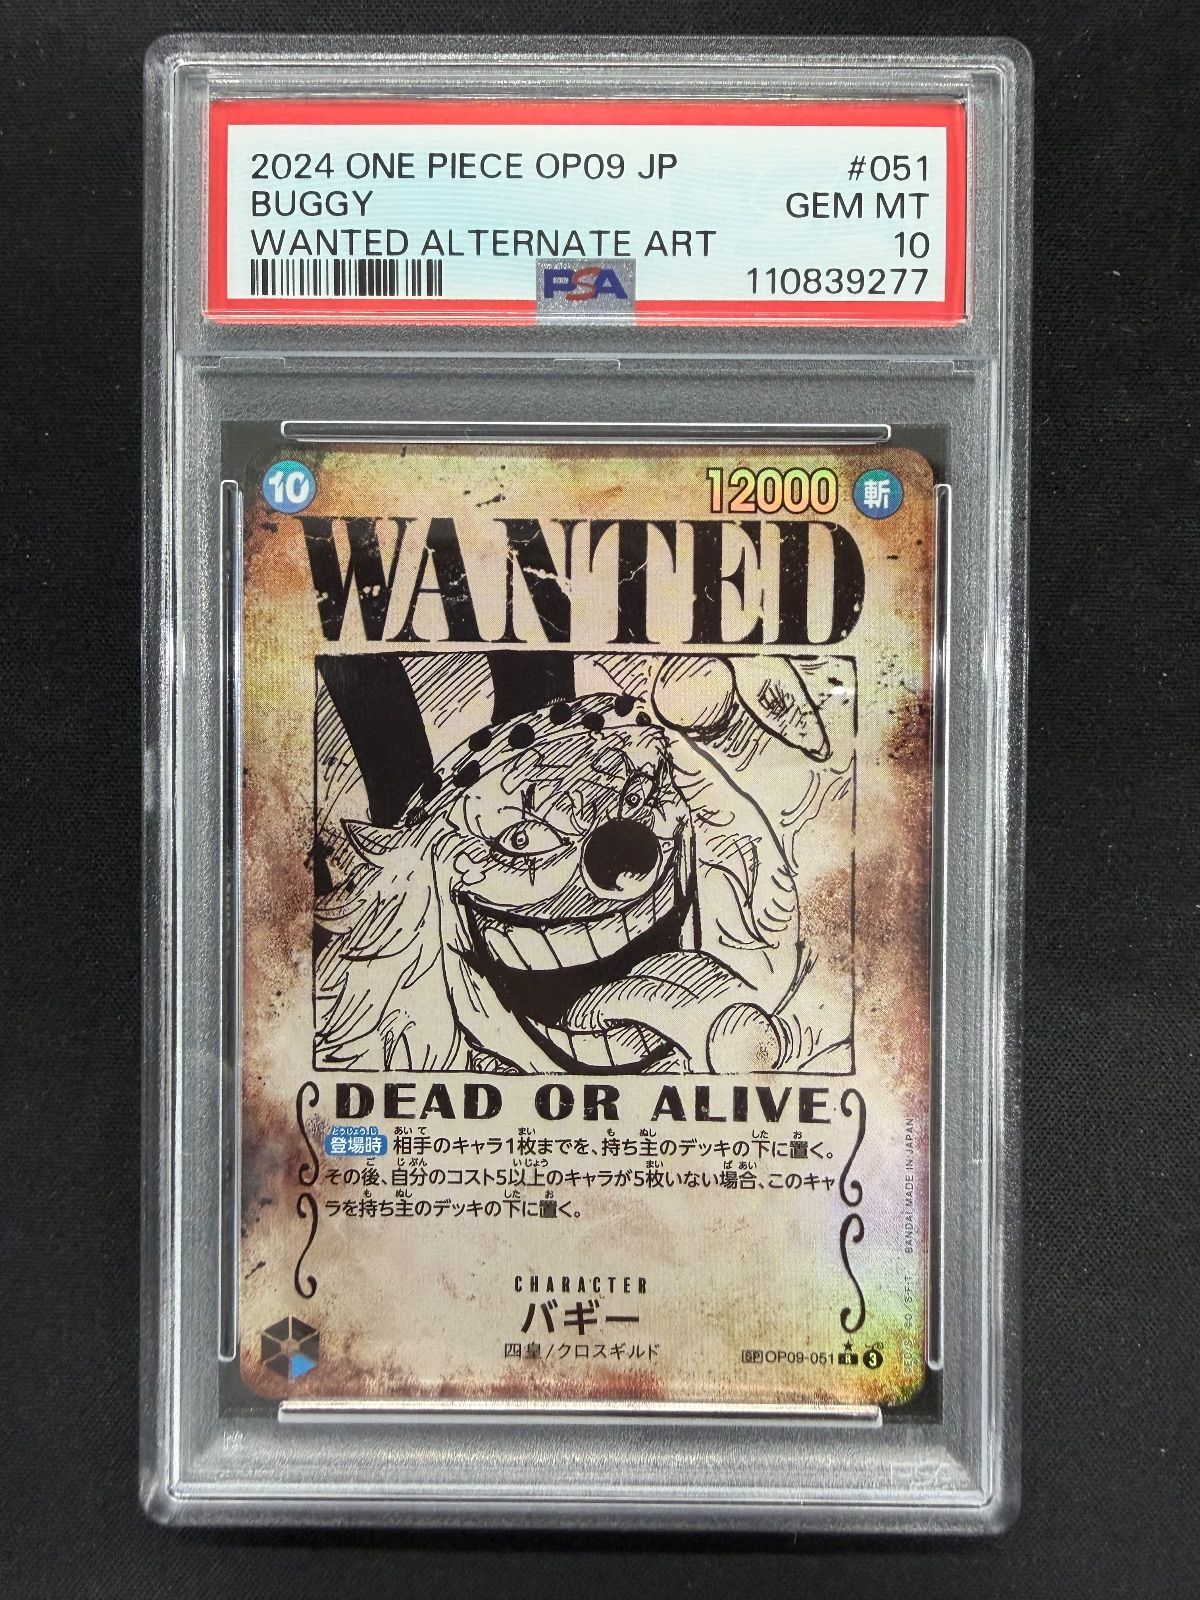 2024 ONE PIECE OP09 JP #051
BUGGY GEM MT
WANTED ALTERNATE ART 10
PSA 110839277
10 12000 斬
WANTED
DEAD OR ALIVE
登場時 相手のキャラ1枚までを、持ち主のデッキの下に置く。
その後、自分のコスト5以上のキャラが5枚いない場合、このキャ
ラを持ち主のデッキの下に置く。
CHARACTER
バギー
四皇/クロスギルド
SP OP09-051 R 3
BANDAI MADE IN JAPAN